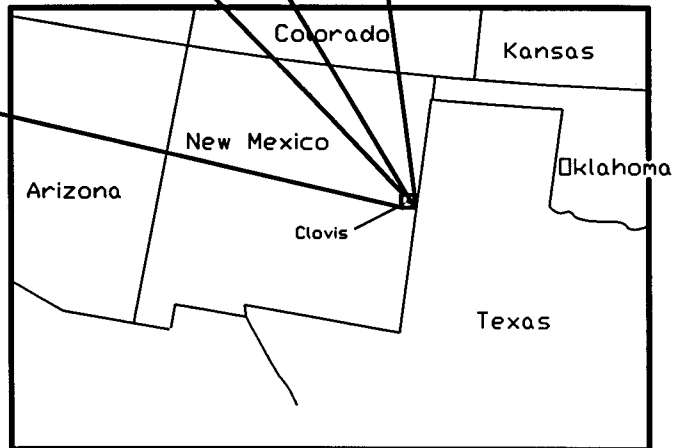 Colorado
Kansas
New Mexico
Oklahoma
Arizona
Clovis
Texas